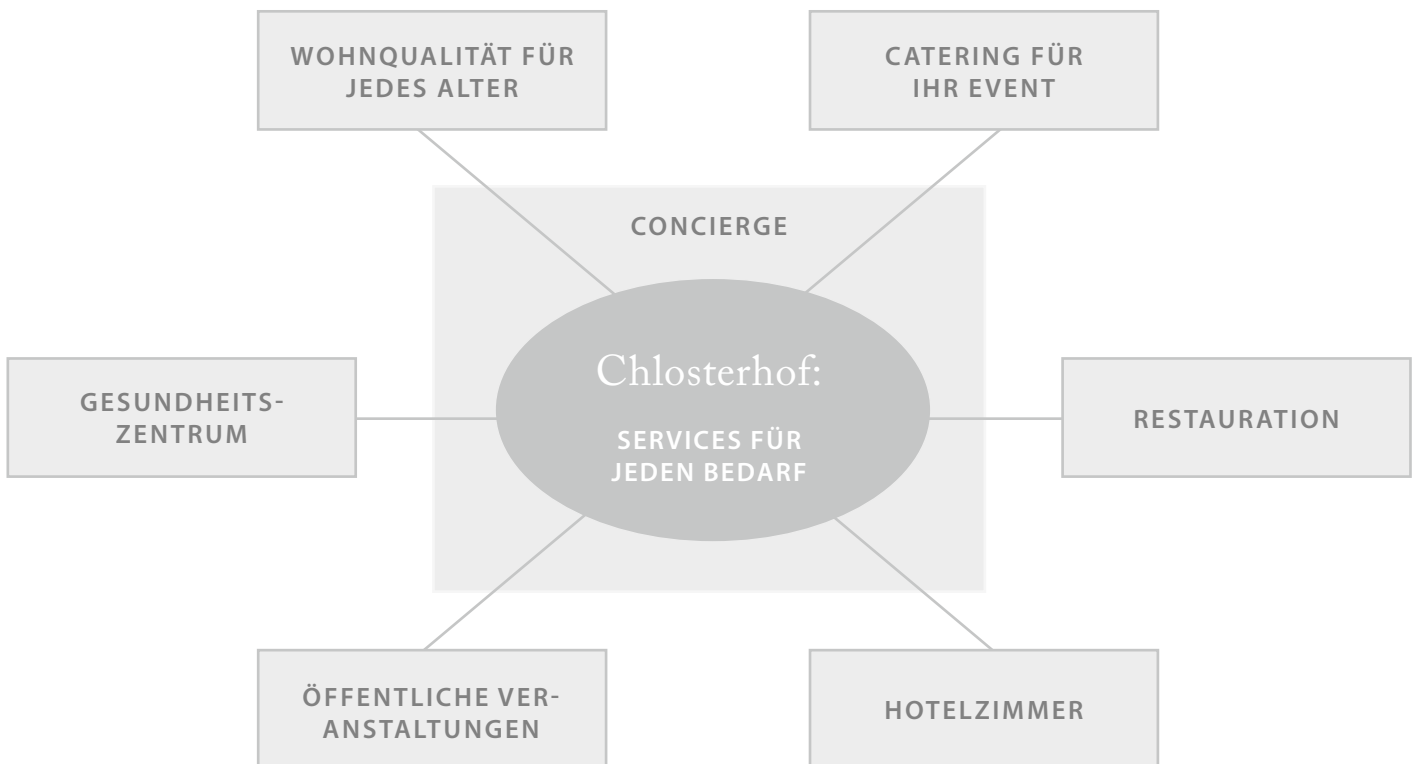 WOHNQUALITÄT FÜR
JEDES ALTER
CATERING FÜR
IHR EVENT
CONCIERGE
Chlosterhof:
SERVICES FÜR
JEDEN BEDARF
GESUNDHEITS-
ZENTRUM
RESTAURATION
ÖFFENTLICHE VER-
ANSTALTUNGEN
HOTELZIMMER